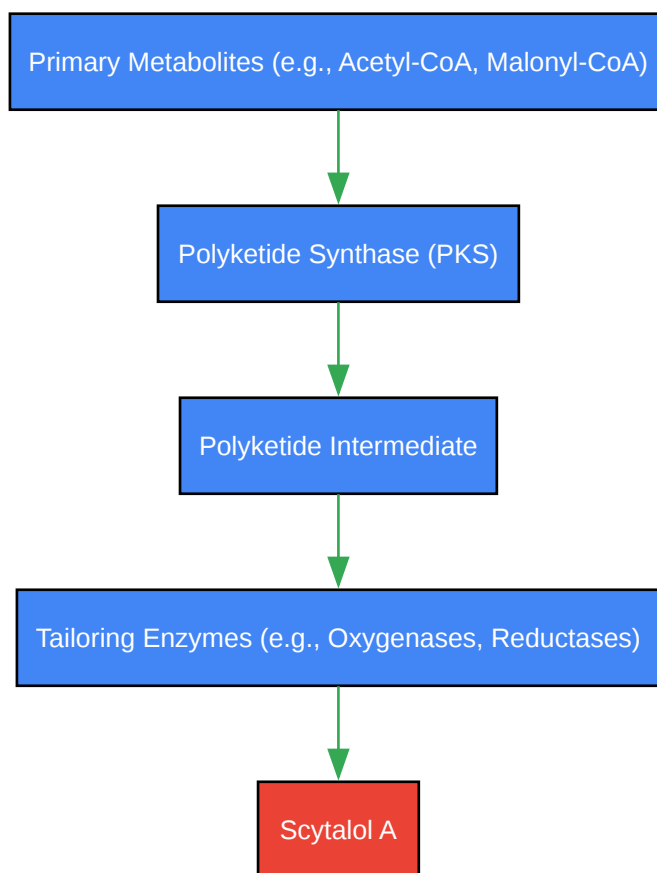 Primary Metabolites (e.g., Acetyl-CoA, Malonyl-CoA)
Polyketide Synthase (PKS)
Polyketide Intermediate
Tailoring Enzymes (e.g., Oxygenases, Reductases)
Scytalol A